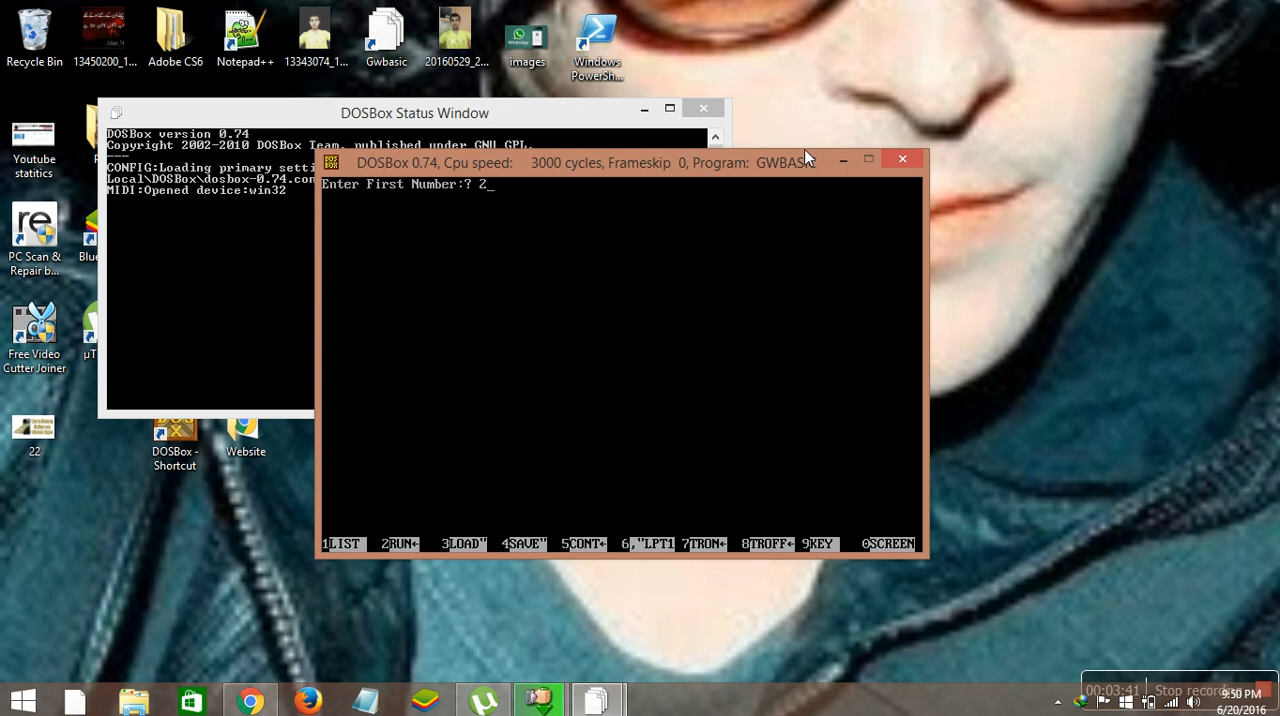 Recycle Bin
13450200_1...
Adobe CS6
Notepad++
13343074_1...
Gwbasic
20160529_2...
images
Windows
PowerSh...
Youtube
statitics
PC Scan &
Repair b...
Free Video
Cutter Joiner
22
DOSBox -
Shortcut
Website
DOSBox Status Window
DOSBox version 0.74
Copyright 2002-2010 DOSBox Team, published under GNU GPL.
---
CONFIG:Loading primary setti
Local\DOSBox\dosbox-0.74.con
MIDI:Opened device:win32
DOSBox 0.74, Cpu speed: 3000 cycles, Frameskip 0, Program: GWBASIC
Enter First Number:? 2_
1LIST 2RUN← 3LOAD" 4SAVE" 5CONT← 6,"LPT1 7TRON← 8TROFF← 9KEY 0SCREEN
00:03:41 Stop recording
9:50 PM
6/20/2016